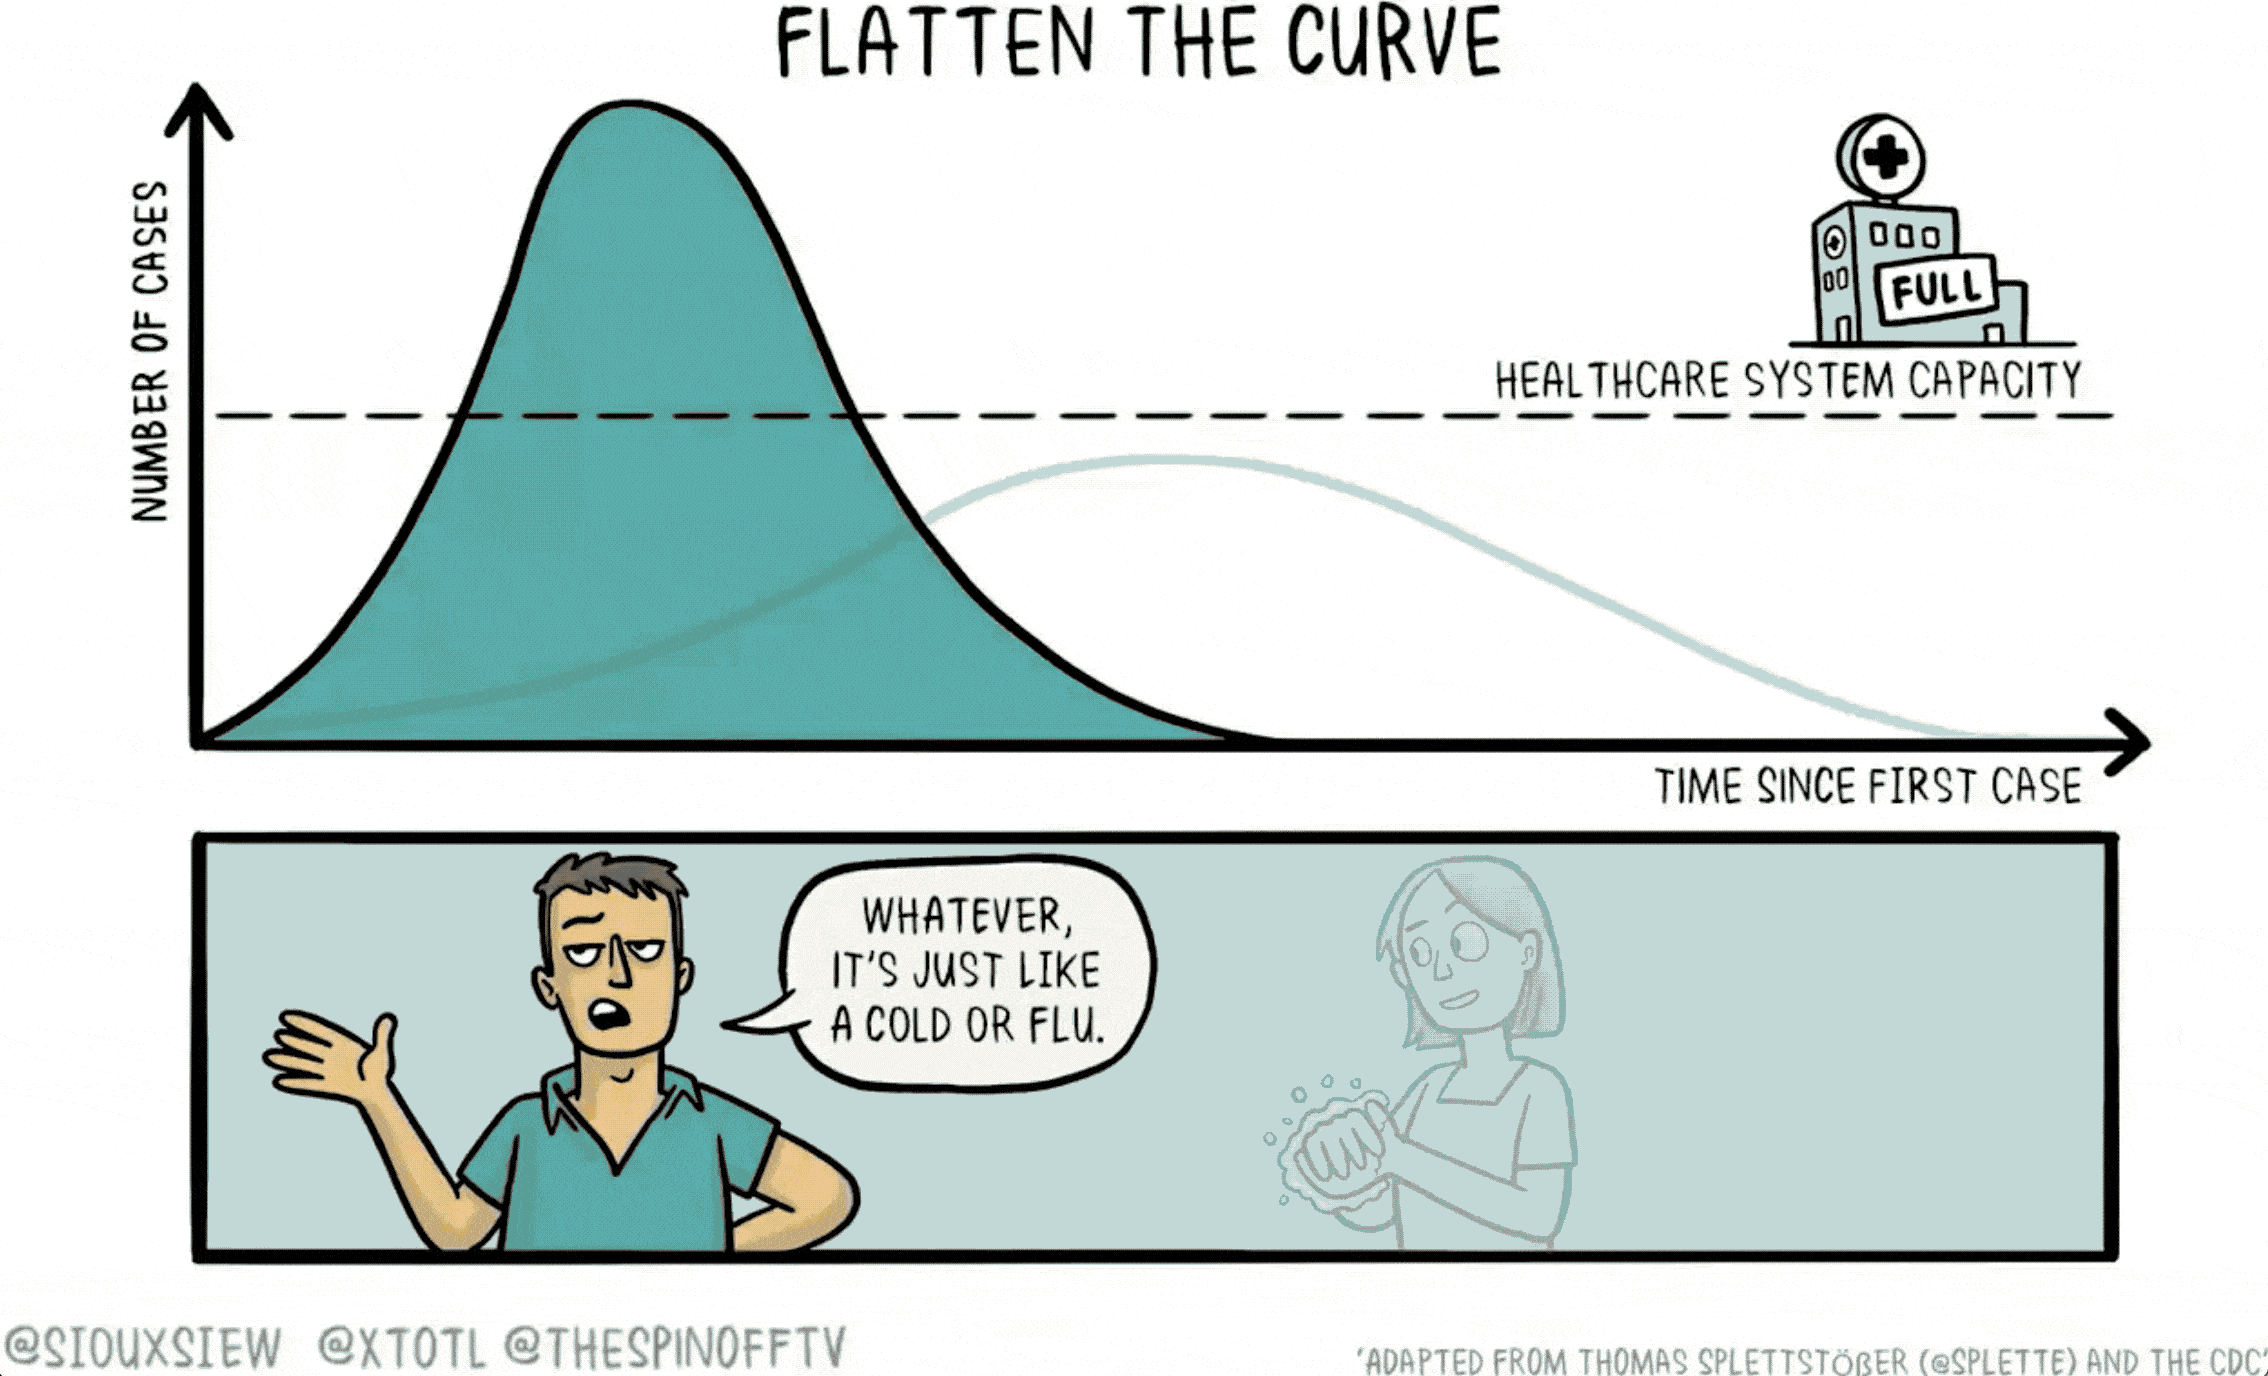 FLATTEN THE CURVE
NUMBER OF CASES
FULL
HEALTHCARE SYSTEM CAPACITY
TIME SINCE FIRST CASE
WHATEVER,
IT'S JUST LIKE
A COLD OR FLU.
@SIOUXSIEW @XTOTL @THESPINOFFTV
'ADAPTED FROM THOMAS SPLETTSTÖßER (@SPLETTE) AND THE CDC'